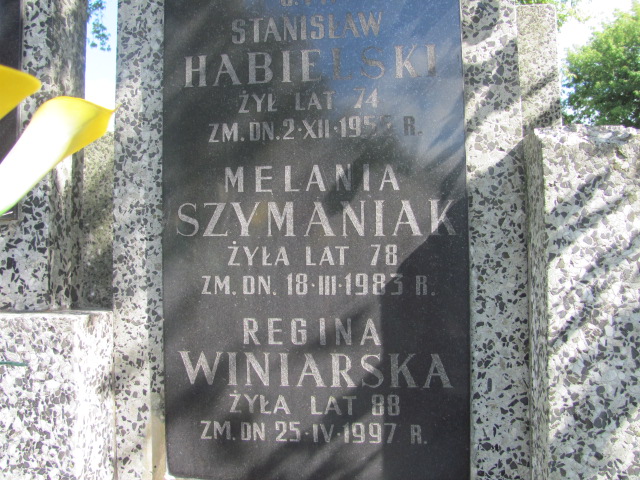 STANISŁAW
HABIELSKI
ŻYŁ LAT 74
ZM. DN. 2·XII·
R.
MELANIA
SZYMANIAK
ŻYŁA LAT 78
ZM. DN. 18·III·1983 R.
REGINA
WINIARSKA
ŻYŁA LAT 88
ZM. DN 25·IV·1997 R.